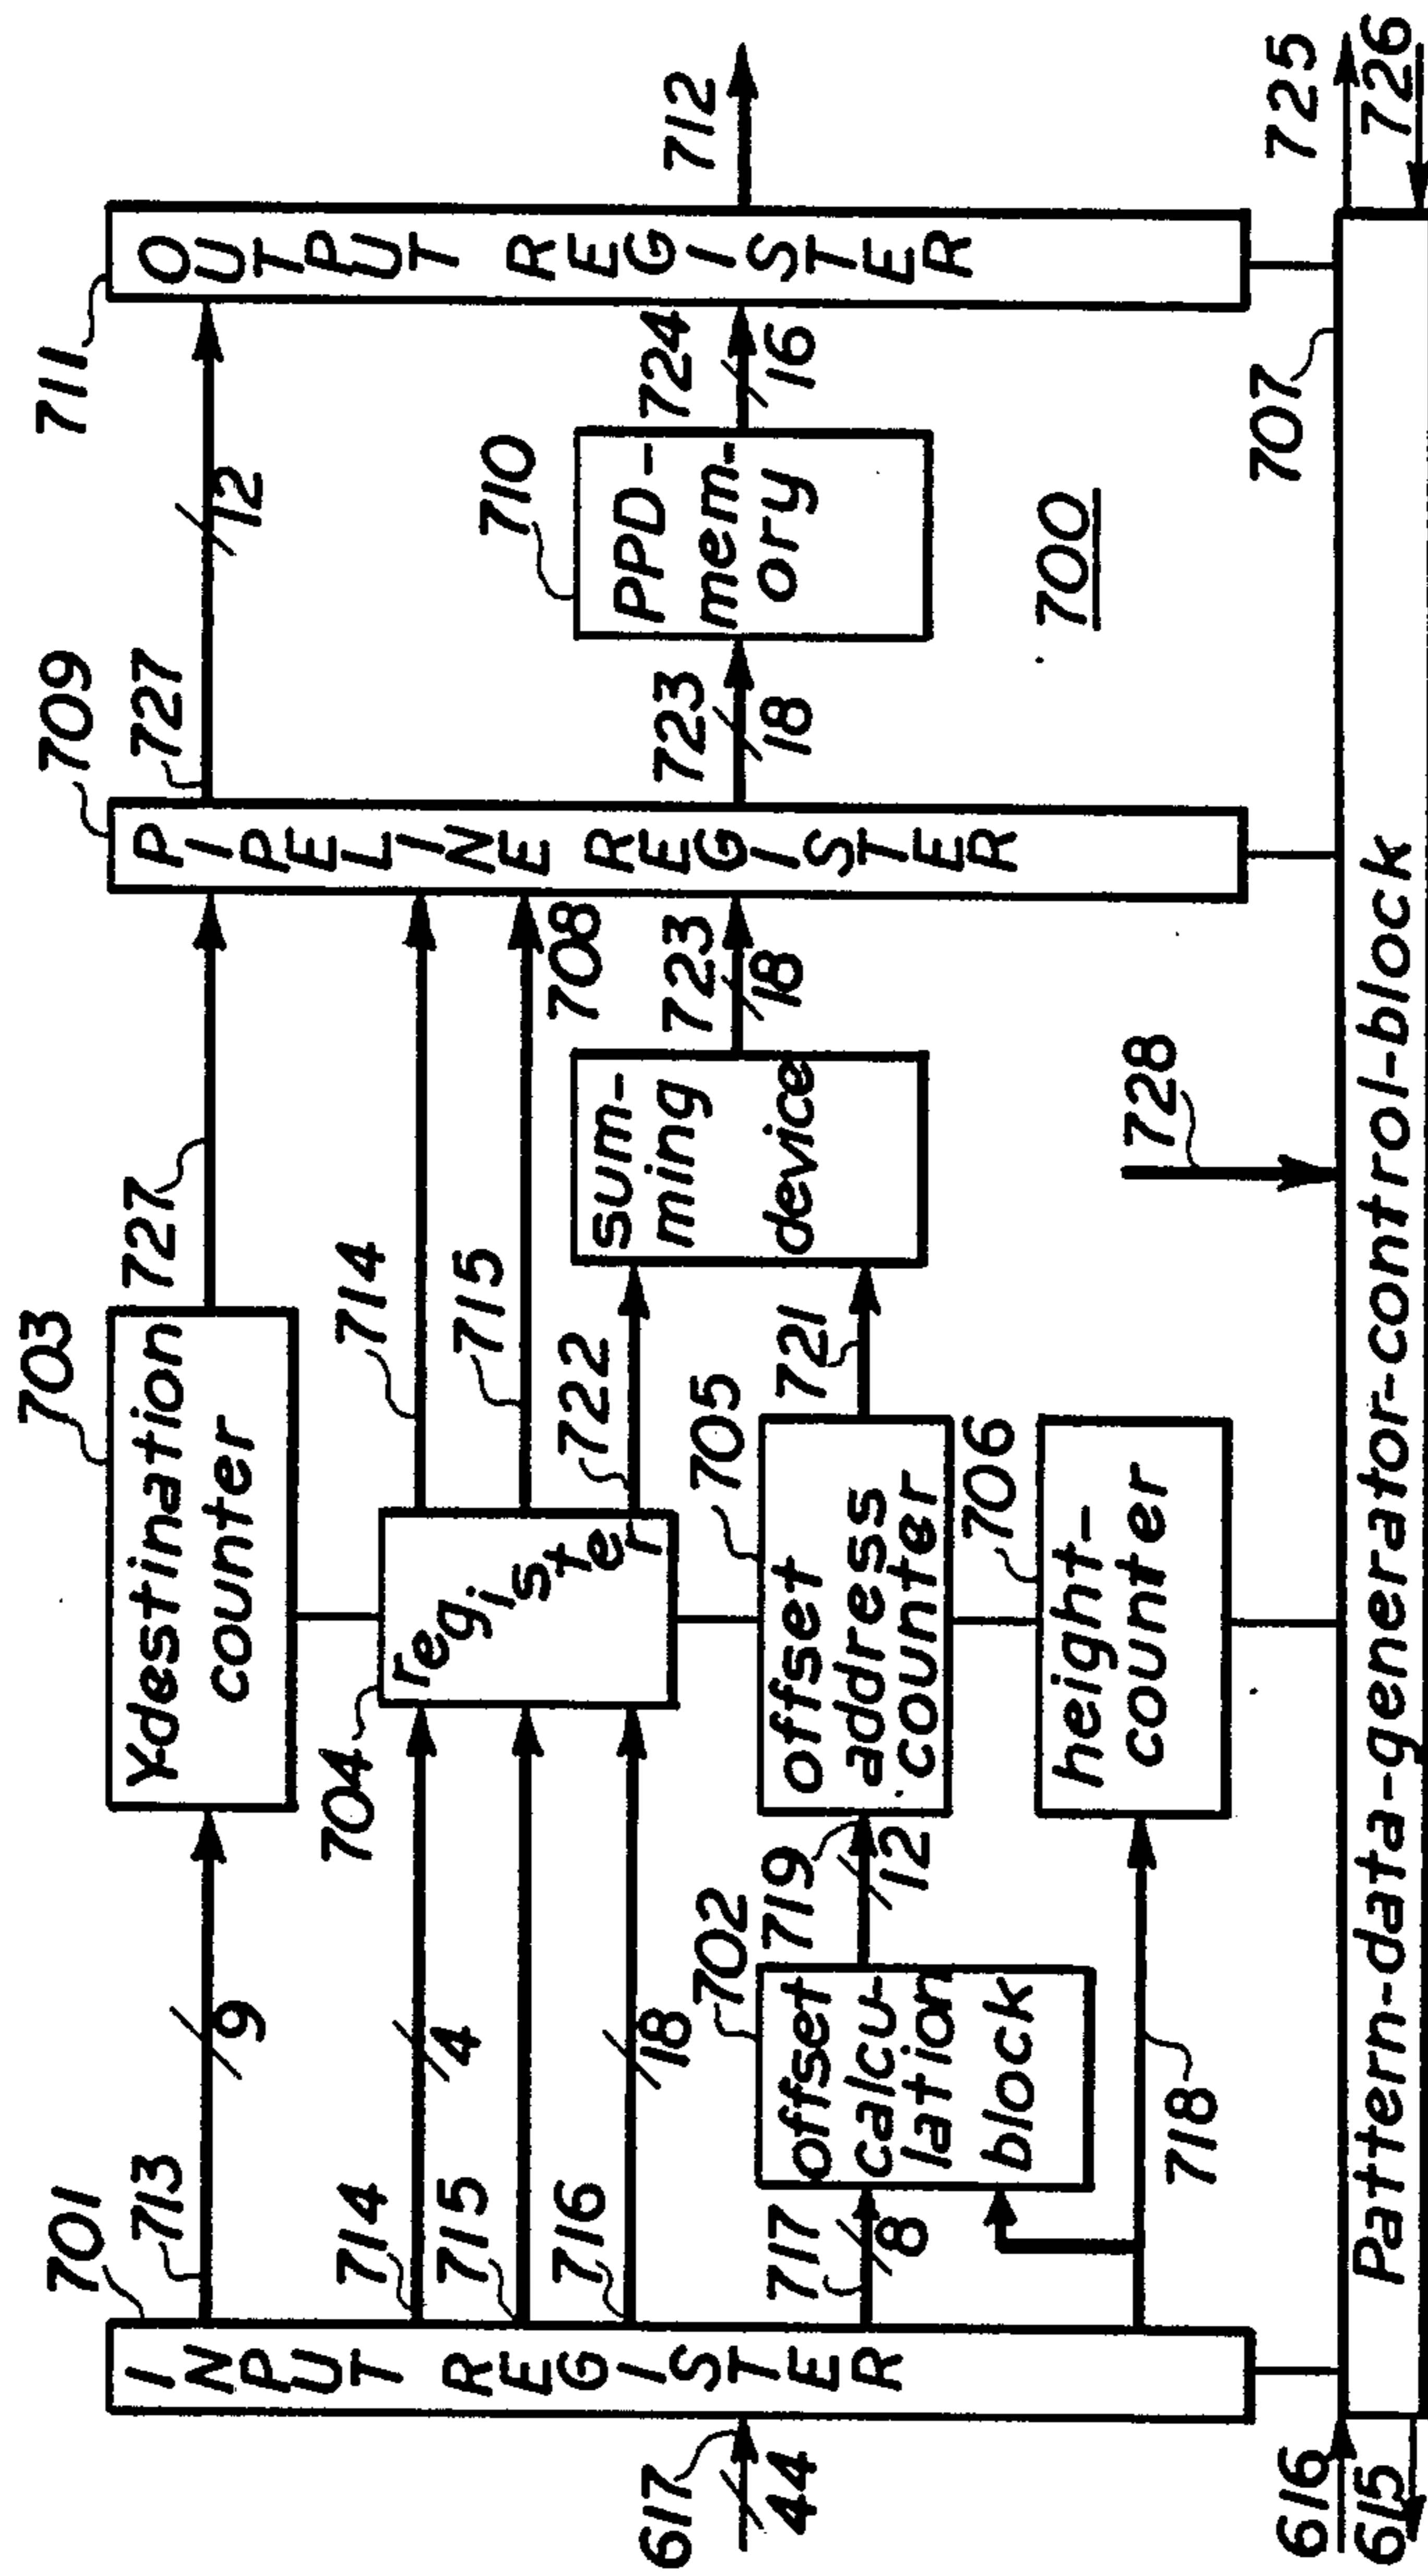 701
INPUT REGISTER
617
44
713
9
714
4
715
716
18
717
8
718
702
offset
calcu-
lation
block
719
12
703
Y-destination
counter
704
register
705
offset
address
counter
706
height-
counter
727
714
715
722
721
sum-
ming
device
708
723
18
709
PIPELINE REGISTER
727
12
723
18
710
PPD-
mem-
ory
724
16
711
OUTPUT REGISTER
712
700
728
707
Pattern-data-generator-control-block
616
615
725
726